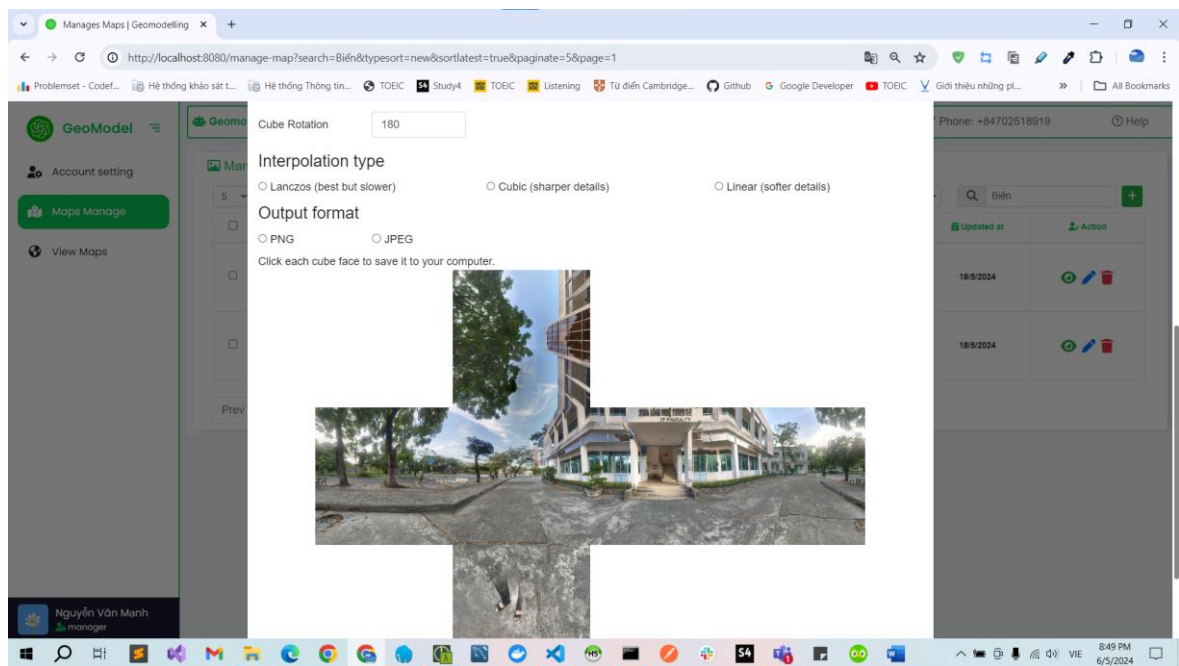 Manages Maps | Geomodelling
http://localhost:8080/manage-map?search=Biển&typesort=new&sortlatest=true&paginate=5&page=1
Problemset - Codef... Hệ thống khảo sát t... Hệ thống Thông tin... TOEIC Study4 TOEIC Listening Từ điển Cambridge... Github Google Developer TOEIC Giới thiệu những pl... All Bookmarks
GeoModel
Geomo
Phone: +84702518919
Help
Account setting
Maps Manage
View Maps
Man
5
Biển
Updated at
Action
18/5/2024
18/5/2024
Prev
Cube Rotation 180
Interpolation type
Lanczos (best but slower) Cubic (sharper details) Linear (softer details)
Output format
PNG JPEG
Click each cube face to save it to your computer.
IT FACULTY
Nguyễn Văn Mạnh
manager
VIE
8:49 PM
6/5/2024